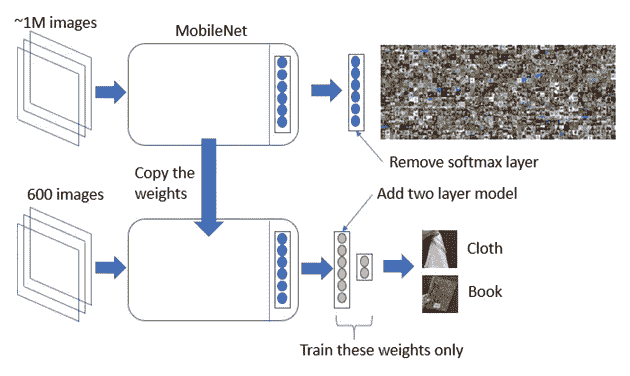 ~1M images
MobileNet
Remove softmax layer
Copy the
weights
600 images
Add two layer model
Cloth
Book
Train these weights only